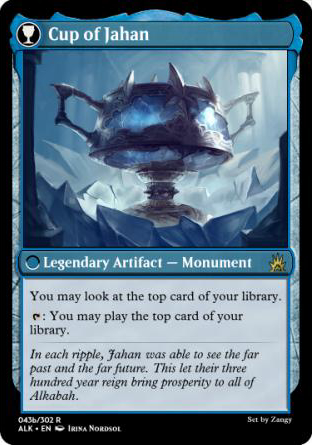 Cup of Jahan
Legendary Artifact — Monument
You may look at the top card of your library.
: You may play the top card of your
library.
In each ripple, Jahan was able to see the far
past and the far future. This let their three
hundred year reign bring prosperity to all of
Alkabah.
043b/302 R
Set by Zangy
ALK • EN Irina Nordsol